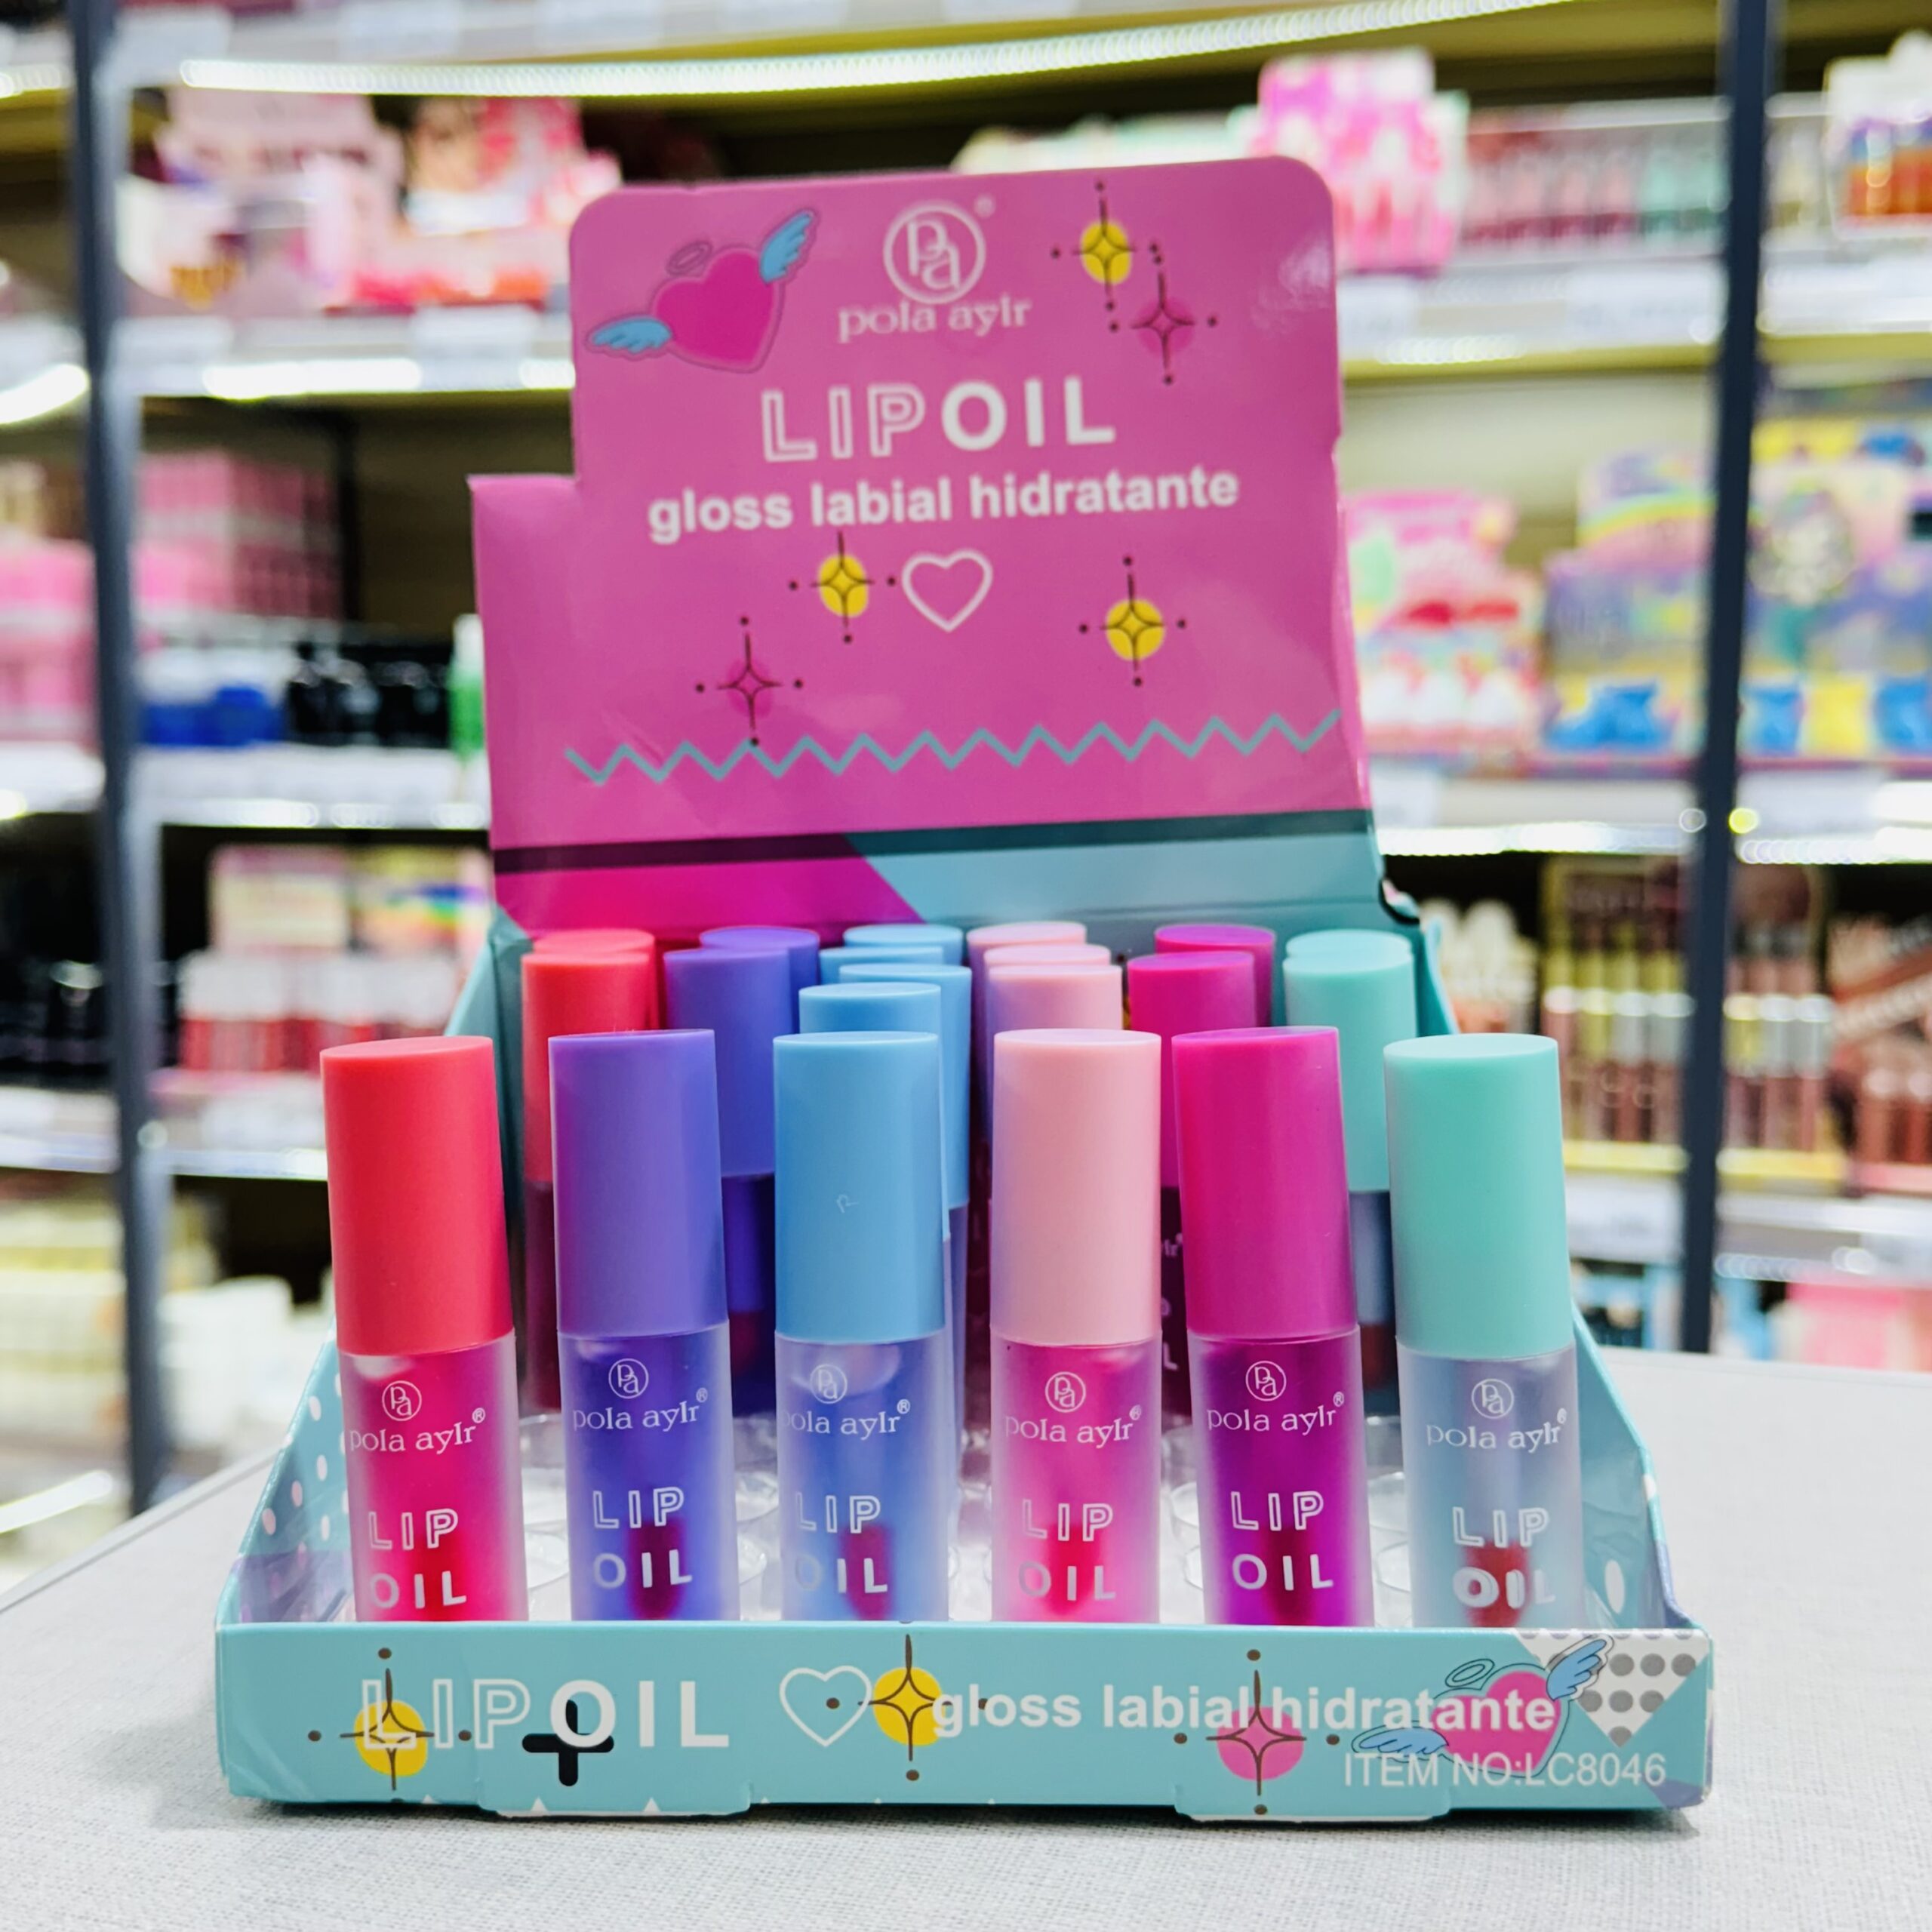 Pa ®
pola aylr
LIPOIL
gloss labial hidratante
Pa
pola aylr®
LIP
OIL
Pa
pola aylr®
LIP
OIL
Pa
pola aylr®
LIP
OIL
Pa
pola aylr®
LIP
OIL
Pa
pola aylr®
LIP
OIL
Pa
pola aylr®
LIP
OIL
LIPOIL gloss labial hidratante
ITEM NO:LC8046